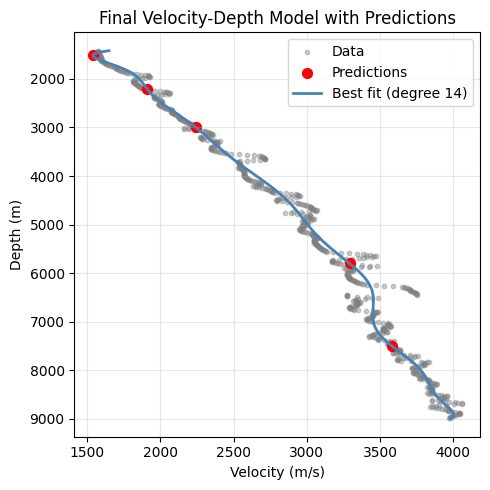 Final Velocity-Depth Model with Predictions
Data
Predictions
Best fit (degree 14)
Depth (m)
2000
3000
4000
5000
6000
7000
8000
9000
1500 2000 2500 3000 3500 4000
Velocity (m/s)